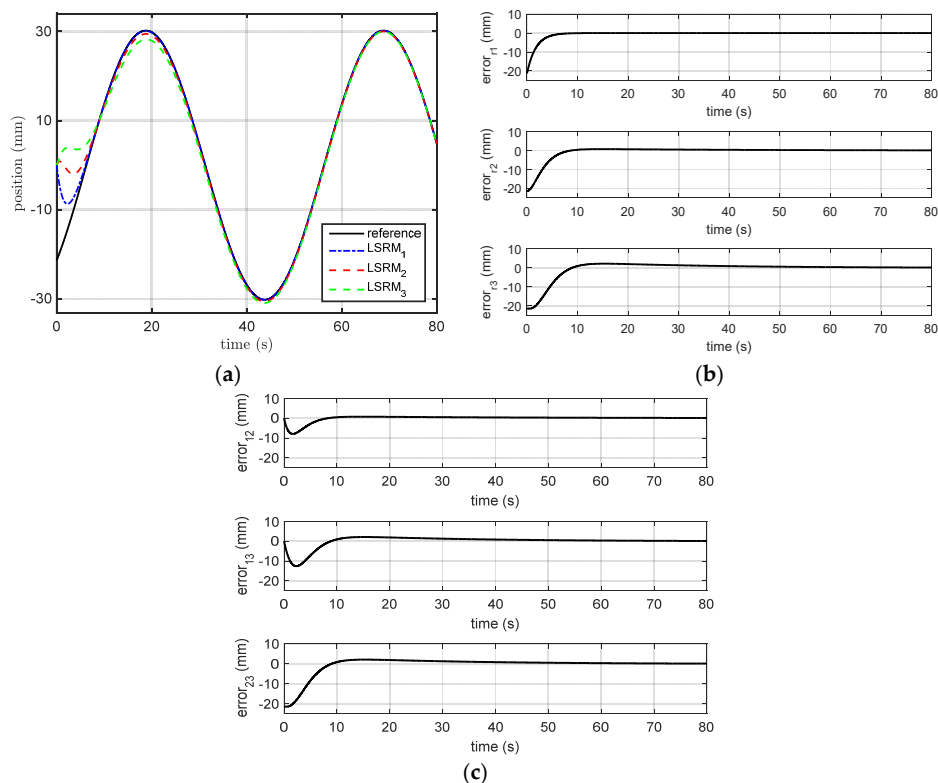 30
10
-10
-30
position (mm)
reference
LSRM1
LSRM2
LSRM3
0 20 40 60 80
time (s)
(a)
10
0
-10
-20
error_r1 (mm)
0 10 20 30 40 50 60 70 80
time (s)
10
0
-10
-20
error_r2 (mm)
0 10 20 30 40 50 60 70 80
time (s)
10
0
-10
-20
error_r3 (mm)
0 10 20 30 40 50 60 70 80
time (s)
(b)
10
0
-10
-20
error_12 (mm)
0 10 20 30 40 50 60 70 80
time (s)
10
0
-10
-20
error_13 (mm)
0 10 20 30 40 50 60 70 80
time (s)
10
0
-10
-20
error_23 (mm)
0 10 20 30 40 50 60 70 80
time (s)
(c)